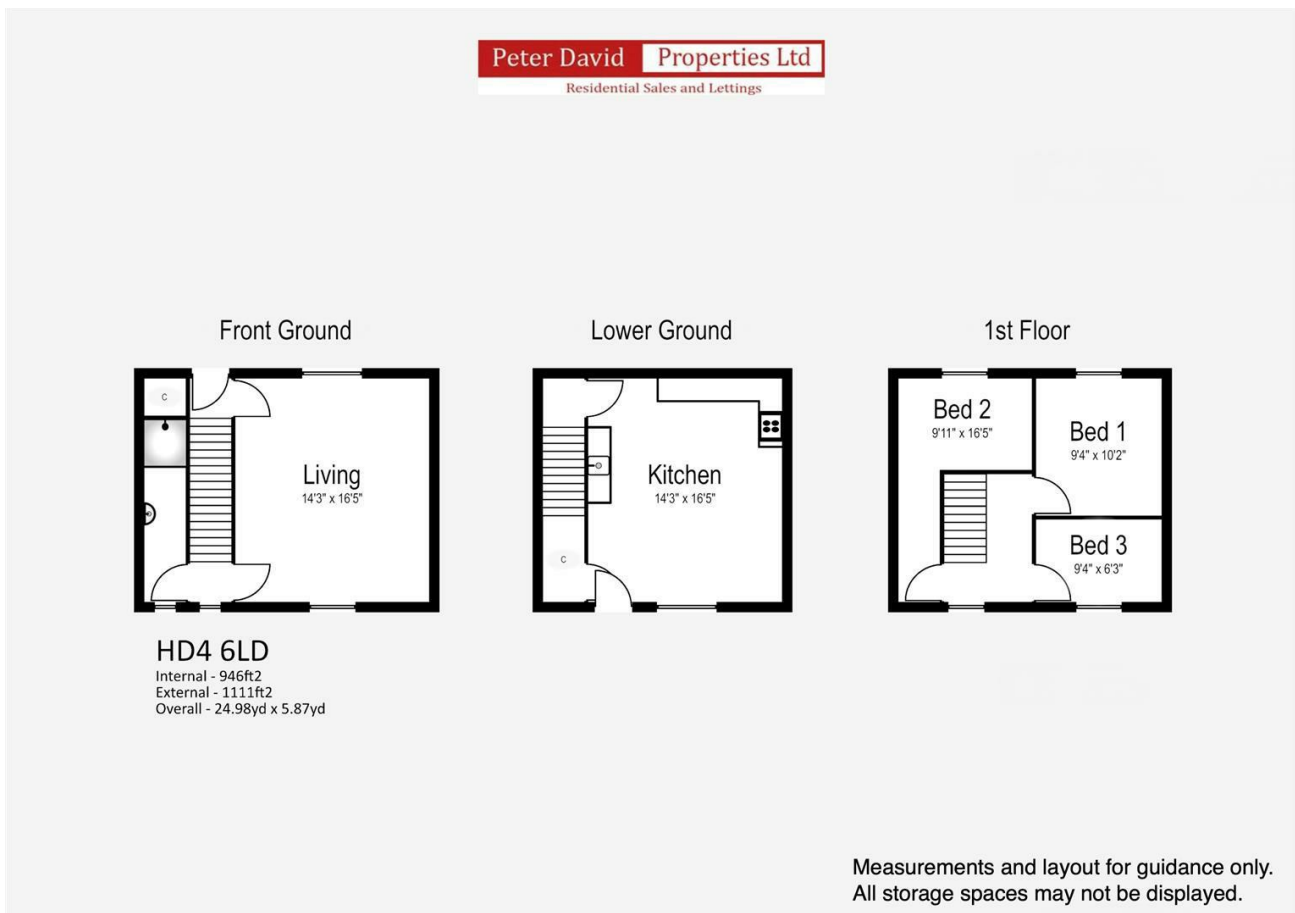 Peter David Properties Ltd
Residential Sales and Lettings
Front Ground
C
Living
14'3" x 16'5"
Lower Ground
Kitchen
14'3" x 16'5"
C
1st Floor
Bed 2
9'11" x 16'5"
Bed 1
9'4" x 10'2"
Bed 3
9'4" x 6'3"
HD4 6LD
Internal - 946ft2
External - 1111ft2
Overall - 24.98yd x 5.87yd
Measurements and layout for guidance only.
All storage spaces may not be displayed.